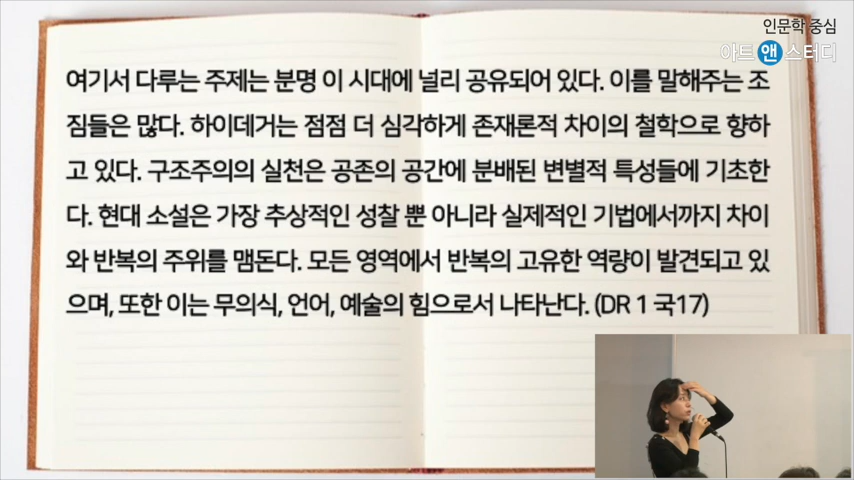 인문학 중심
아트앤스터디
여기서 다루는 주제는 분명 이 시대에 널리 공유되어 있다. 이를 말해주는 조
짐들은 많다. 하이데거는 점점 더 심각하게 존재론적 차이의 철학으로 향하
고 있다. 구조주의의 실천은 공존의 공간에 분배된 변별적 특성들에 기초한
다. 현대 소설은 가장 추상적인 성찰 뿐 아니라 실제적인 기법에서까지 차이
와 반복의 주위를 맴돈다. 모든 영역에서 반복의 고유한 역량이 발견되고 있
으며, 또한 이는 무의식, 언어, 예술의 힘으로서 나타난다. (DR 1 국17)